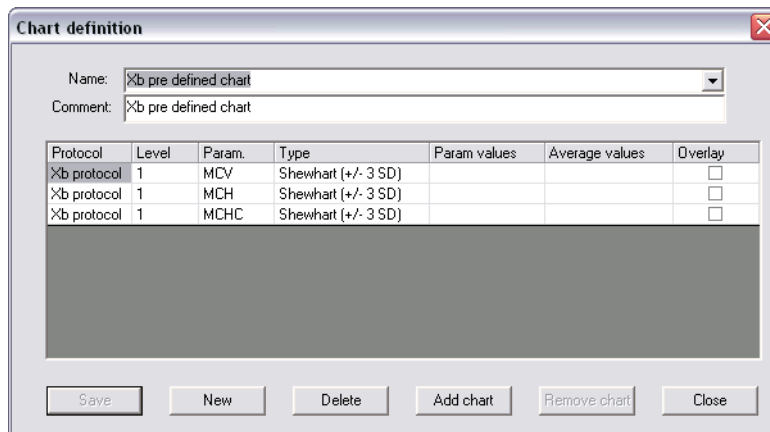 Chart definition
Name: Xb pre defined chart
Comment: Xb pre defined chart
Protocol Level Param. Type Param values Average values Overlay
Xb protocol 1 MCV Shewhart (+/- 3 SD)
Xb protocol 1 MCH Shewhart (+/- 3 SD)
Xb protocol 1 MCHC Shewhart (+/- 3 SD)
Save New Delete Add chart Remove chart Close